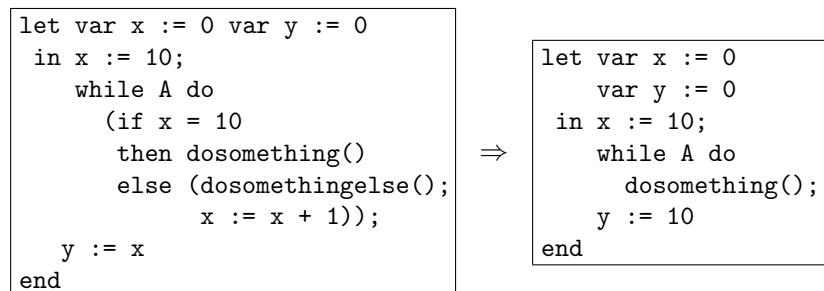 let var x := 0 var y := 0
 in x := 10;
    while A do
      (if x = 10
       then dosomething()
       else (dosomethingelse();
             x := x + 1));
   y := x
end
⇒
let var x := 0
    var y := 0
 in x := 10;
    while A do
      dosomething();
    y := 10
end